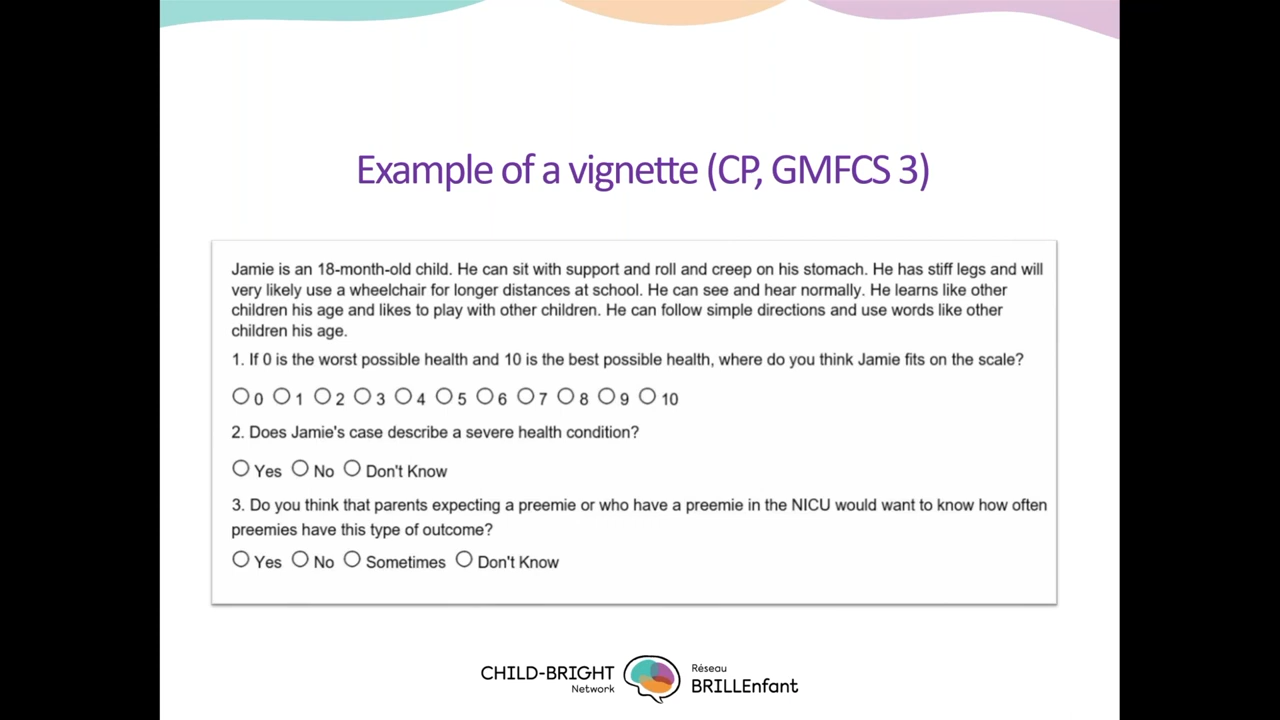 Example of a vignette (CP, GMFCS 3)
Jamie is an 18-month-old child. He can sit with support and roll and creep on his stomach. He has stiff legs and will
very likely use a wheelchair for longer distances at school. He can see and hear normally. He learns like other
children his age and likes to play with other children. He can follow simple directions and use words like other
children his age.
1. If 0 is the worst possible health and 10 is the best possible health, where do you think Jamie fits on the scale?
0 1 2 3 4 5 6 7 8 9 10
2. Does Jamie's case describe a severe health condition?
Yes No Don't Know
3. Do you think that parents expecting a preemie or who have a preemie in the NICU would want to know how often
preemies have this type of outcome?
Yes No Sometimes Don't Know
CHILD-BRIGHT
Network
Réseau
BRILLEnfant